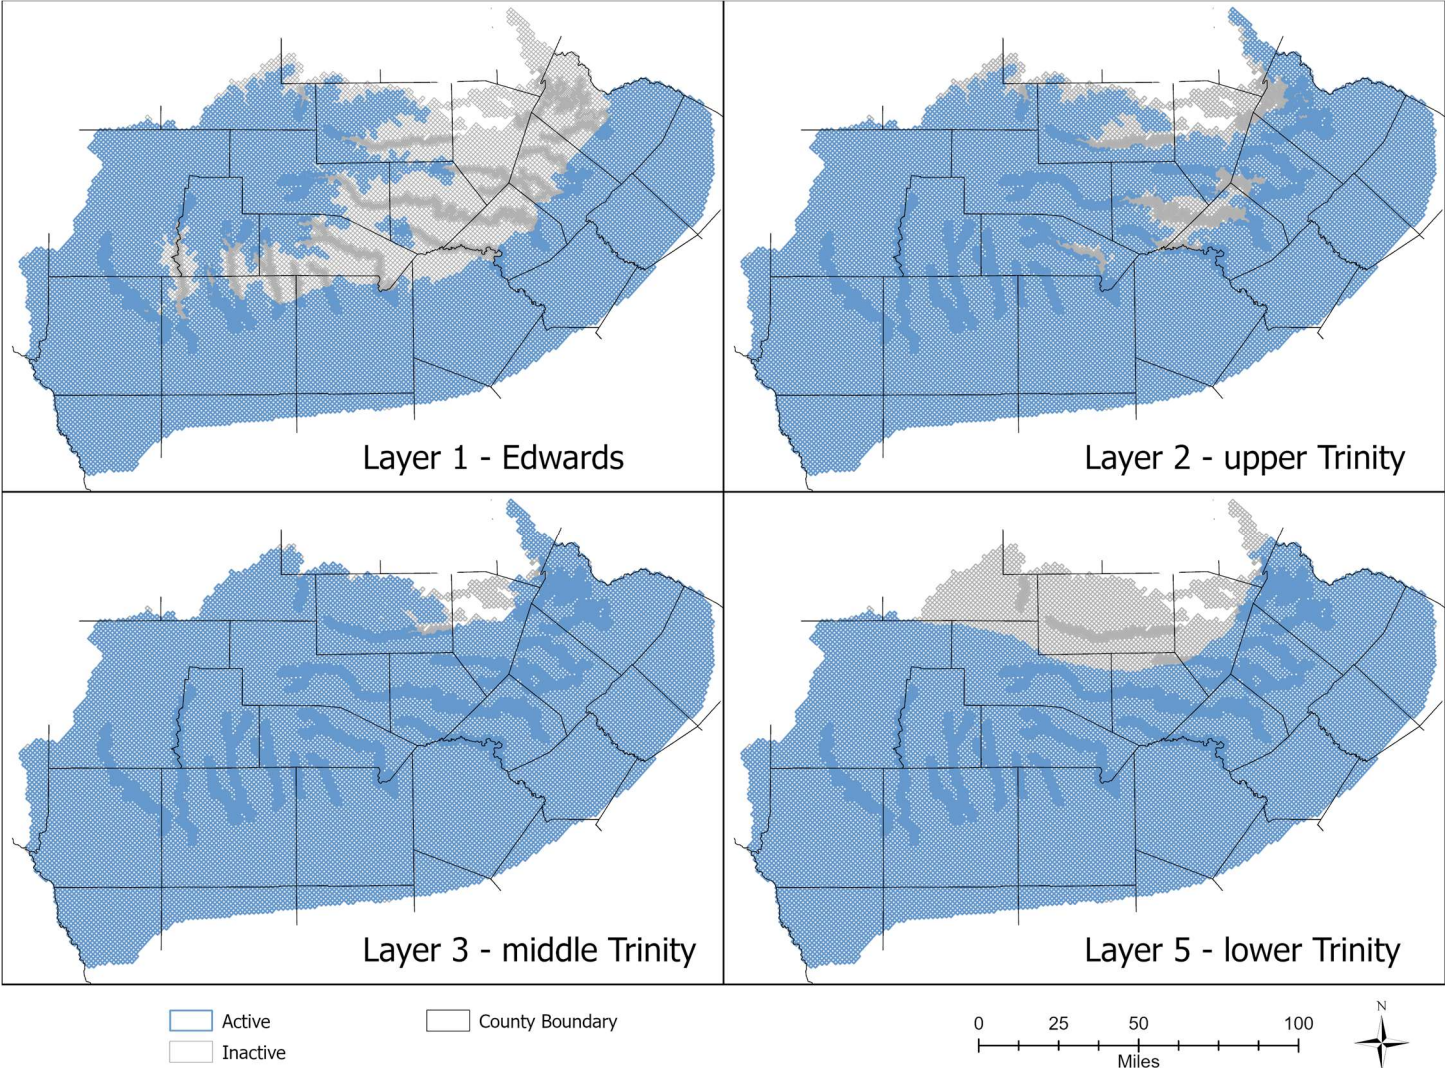 Layer 1 - Edwards
Layer 2 - upper Trinity
Layer 3 - middle Trinity
Layer 5 - lower Trinity
Active
Inactive
County Boundary
0 25 50 100
Miles
N